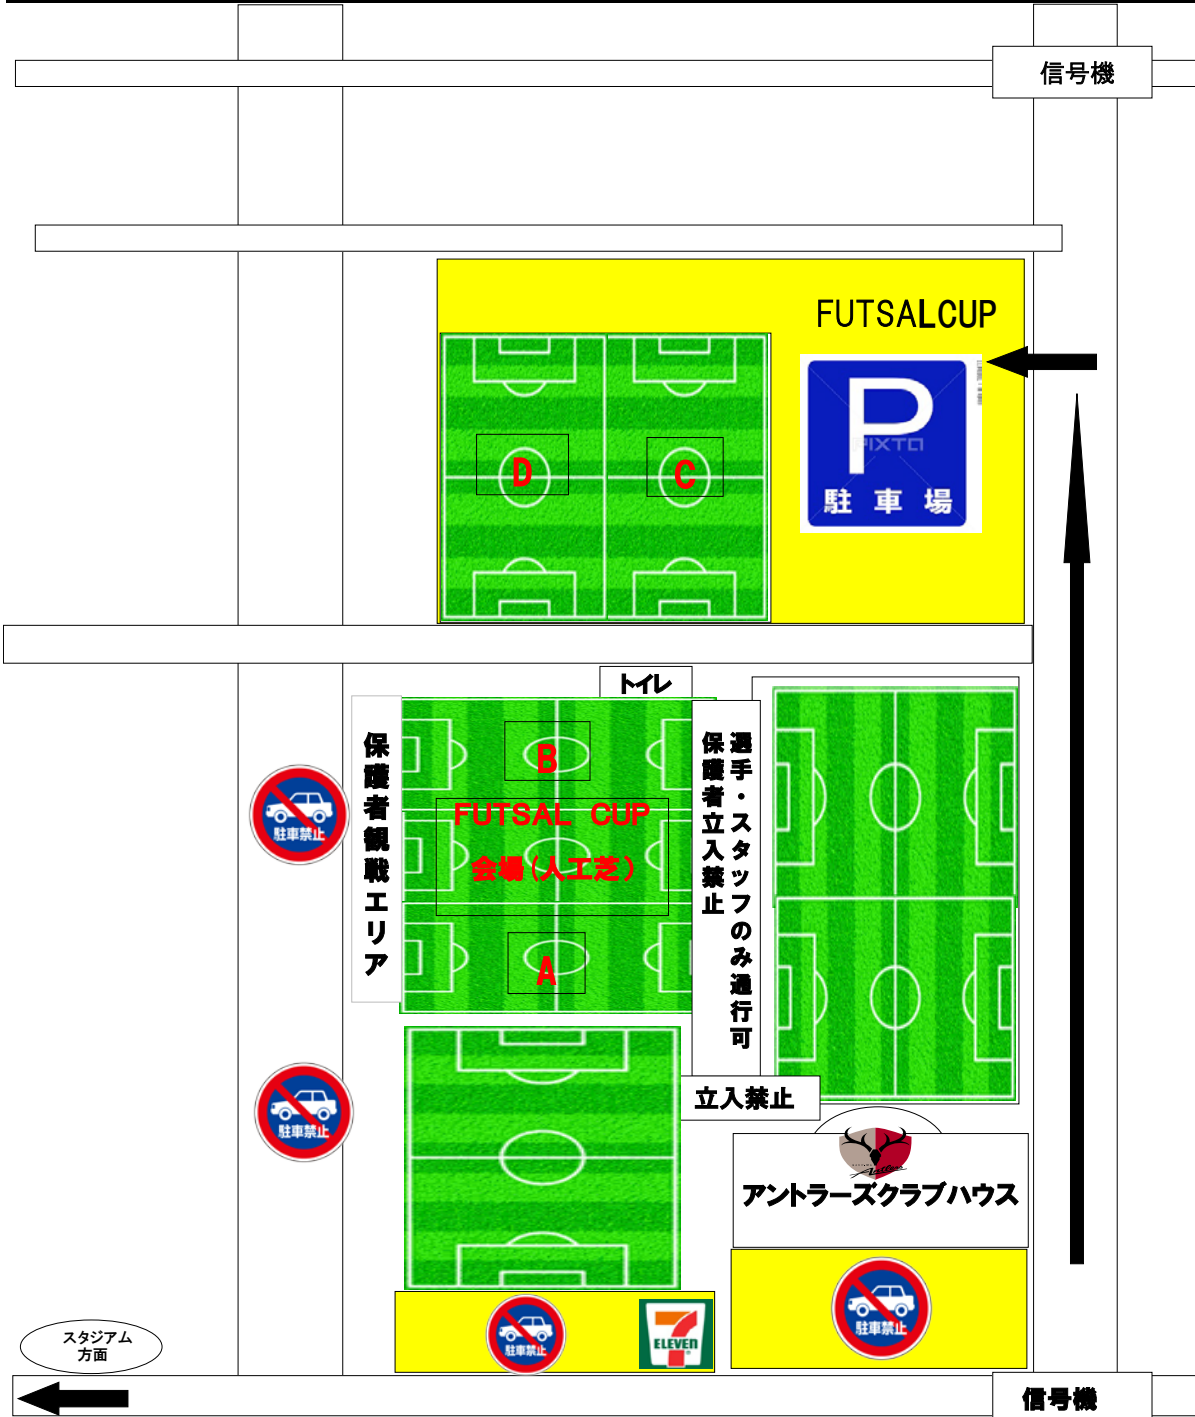 信号機
FUTSALCUP
P
PIXTA
駐車場
D
C
トイレ
保護者観戦エリア
B
FUTSAL CUP
会場(人工芝)
A
選手・スタッフのみ通行可
保護者立入禁止
駐車禁止
駐車禁止
立入禁止
アントラーズクラブハウス
駐車禁止
駐車禁止
ELEVEN
スタジアム
方面
信号機